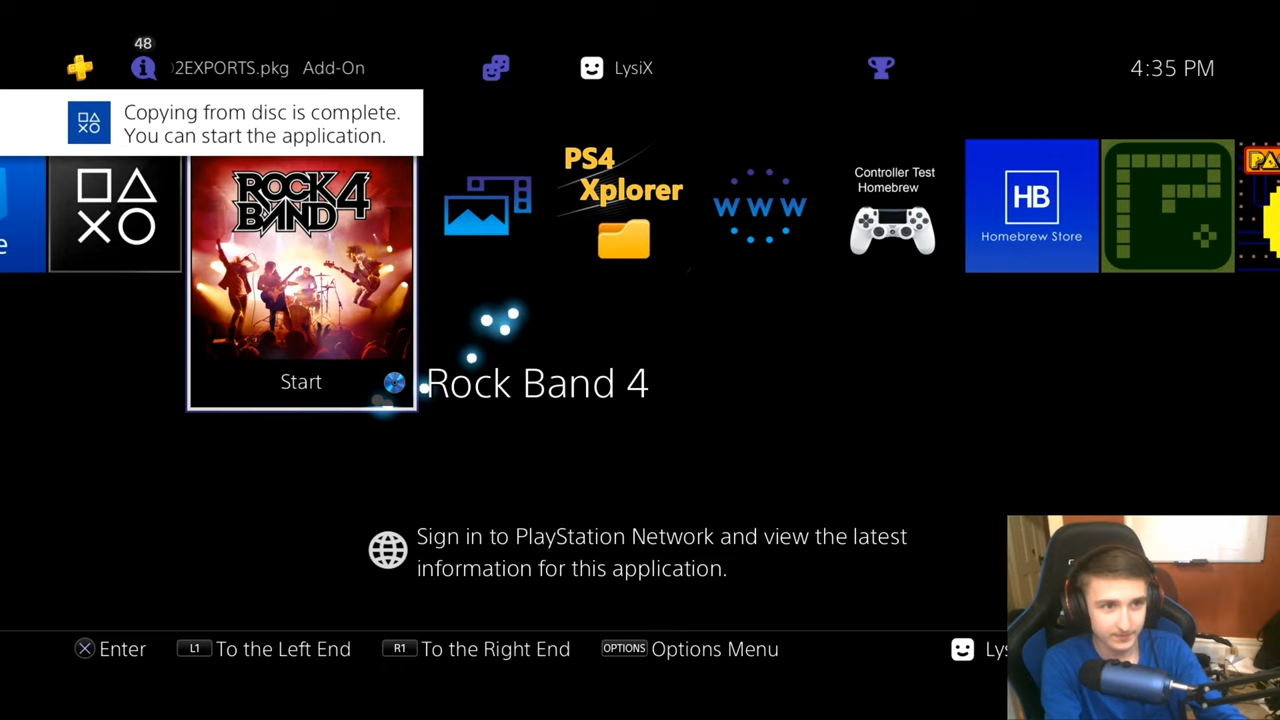 48
2EXPORTS.pkg Add-On
LysiX
4:35 PM
Copying from disc is complete.
You can start the application.
ROCK
BAND 4
Start
Rock Band 4
PS4
Xplorer
WWW
Controller Test
Homebrew
HB
Homebrew Store
PA
e
Sign in to PlayStation Network and view the latest
information for this application.
Enter
L1 To the Left End
R1 To the Right End
OPTIONS Options Menu
Lys